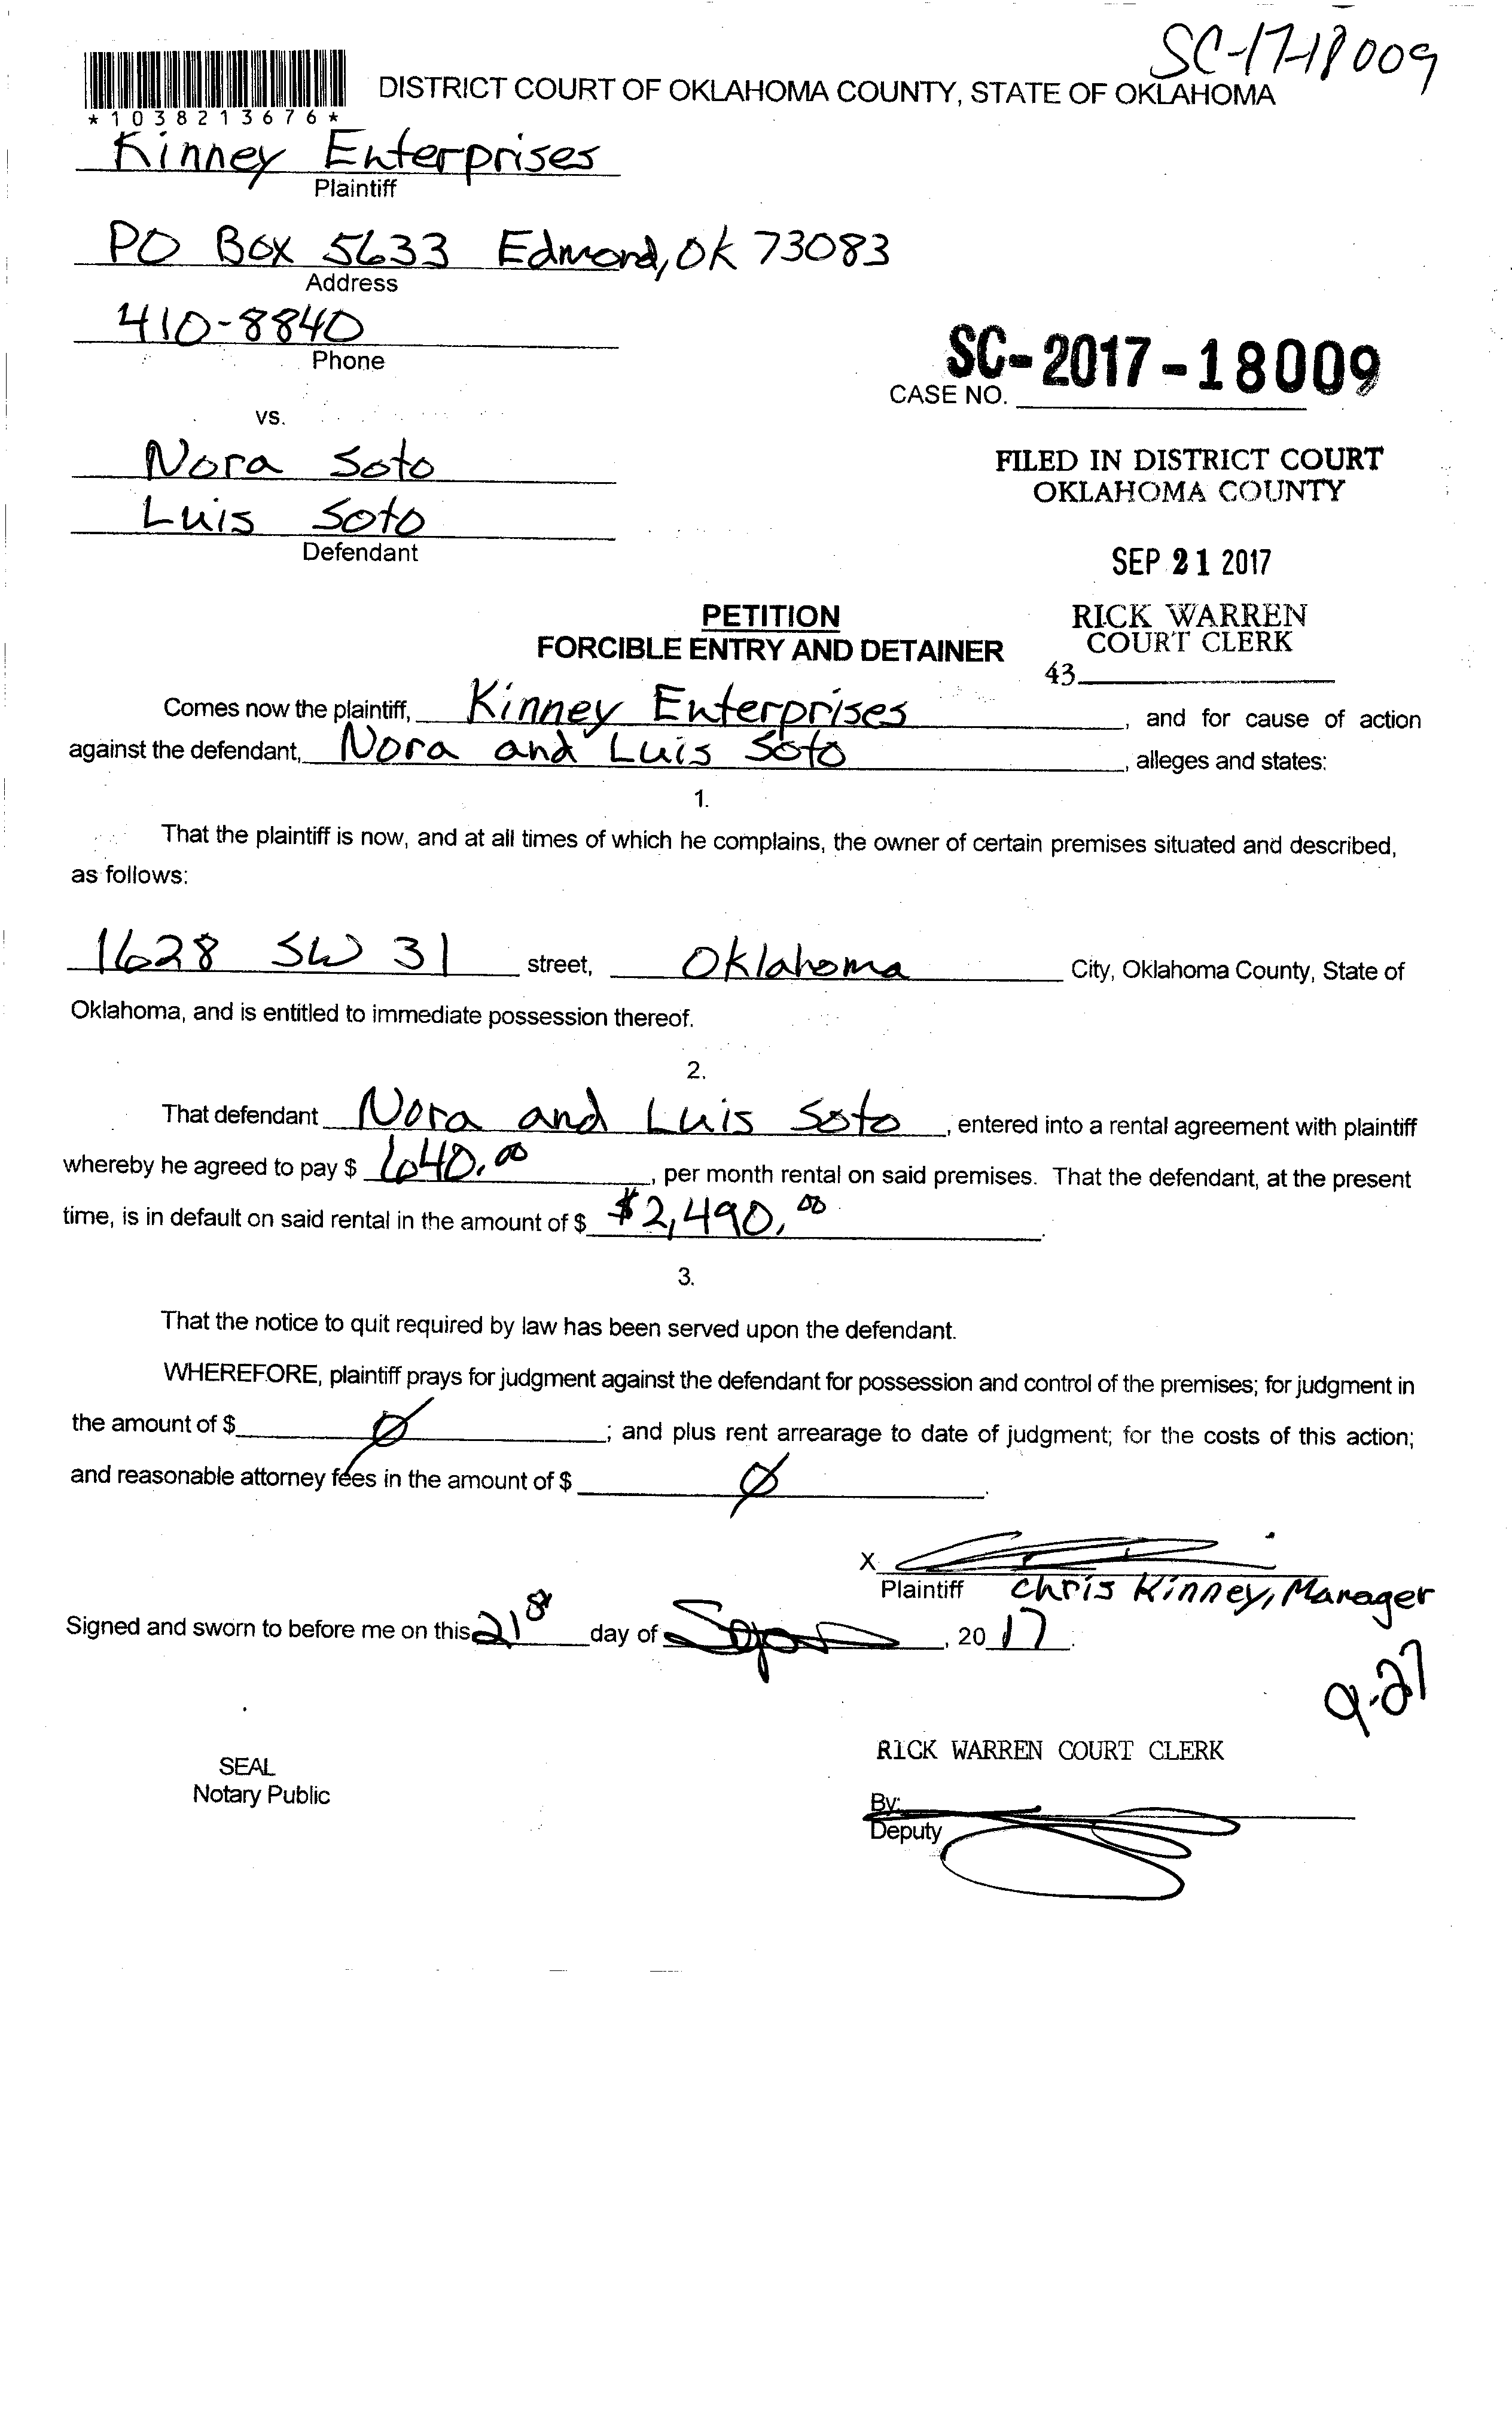 SC-17-18009
DISTRICT COURT OF OKLAHOMA COUNTY, STATE OF OKLAHOMA
*1038213676*
Kinney Enterprises
Plaintiff
PO Box 5633 Edmond, OK 73083
Address
410-8840
Phone
SC-2017-18009
CASE NO.
vs.
Nora Soto
Luis Soto
Defendant
FILED IN DISTRICT COURT
OKLAHOMA COUNTY
SEP 21 2017
RICK WARREN
COURT CLERK
43
PETITION
FORCIBLE ENTRY AND DETAINER
Comes now the plaintiff, Kinney Enterprises, and for cause of action
against the defendant, Nora and Luis Soto, alleges and states:
1.
That the plaintiff is now, and at all times of which he complains, the owner of certain premises situated and described,
as follows:
1628 SW 31 street, Oklahoma City, Oklahoma County, State of
Oklahoma, and is entitled to immediate possession thereof.
2.
That defendant Nora and Luis Soto, entered into a rental agreement with plaintiff
whereby he agreed to pay $ 640.00, per month rental on said premises. That the defendant, at the present
time, is in default on said rental in the amount of $ $2,490.00.
3.
That the notice to quit required by law has been served upon the defendant.
WHEREFORE, plaintiff prays for judgment against the defendant for possession and control of the premises; for judgment in
the amount of $ Ø; and plus rent arrearage to date of judgment; for the costs of this action;
and reasonable attorney fees in the amount of $ Ø.
X
Plaintiff Chris Kinney, Manager
Signed and sworn to before me on this 21 day of , 20 17.
9-27
SEAL
Notary Public
RICK WARREN COURT CLERK
By:
Deputy